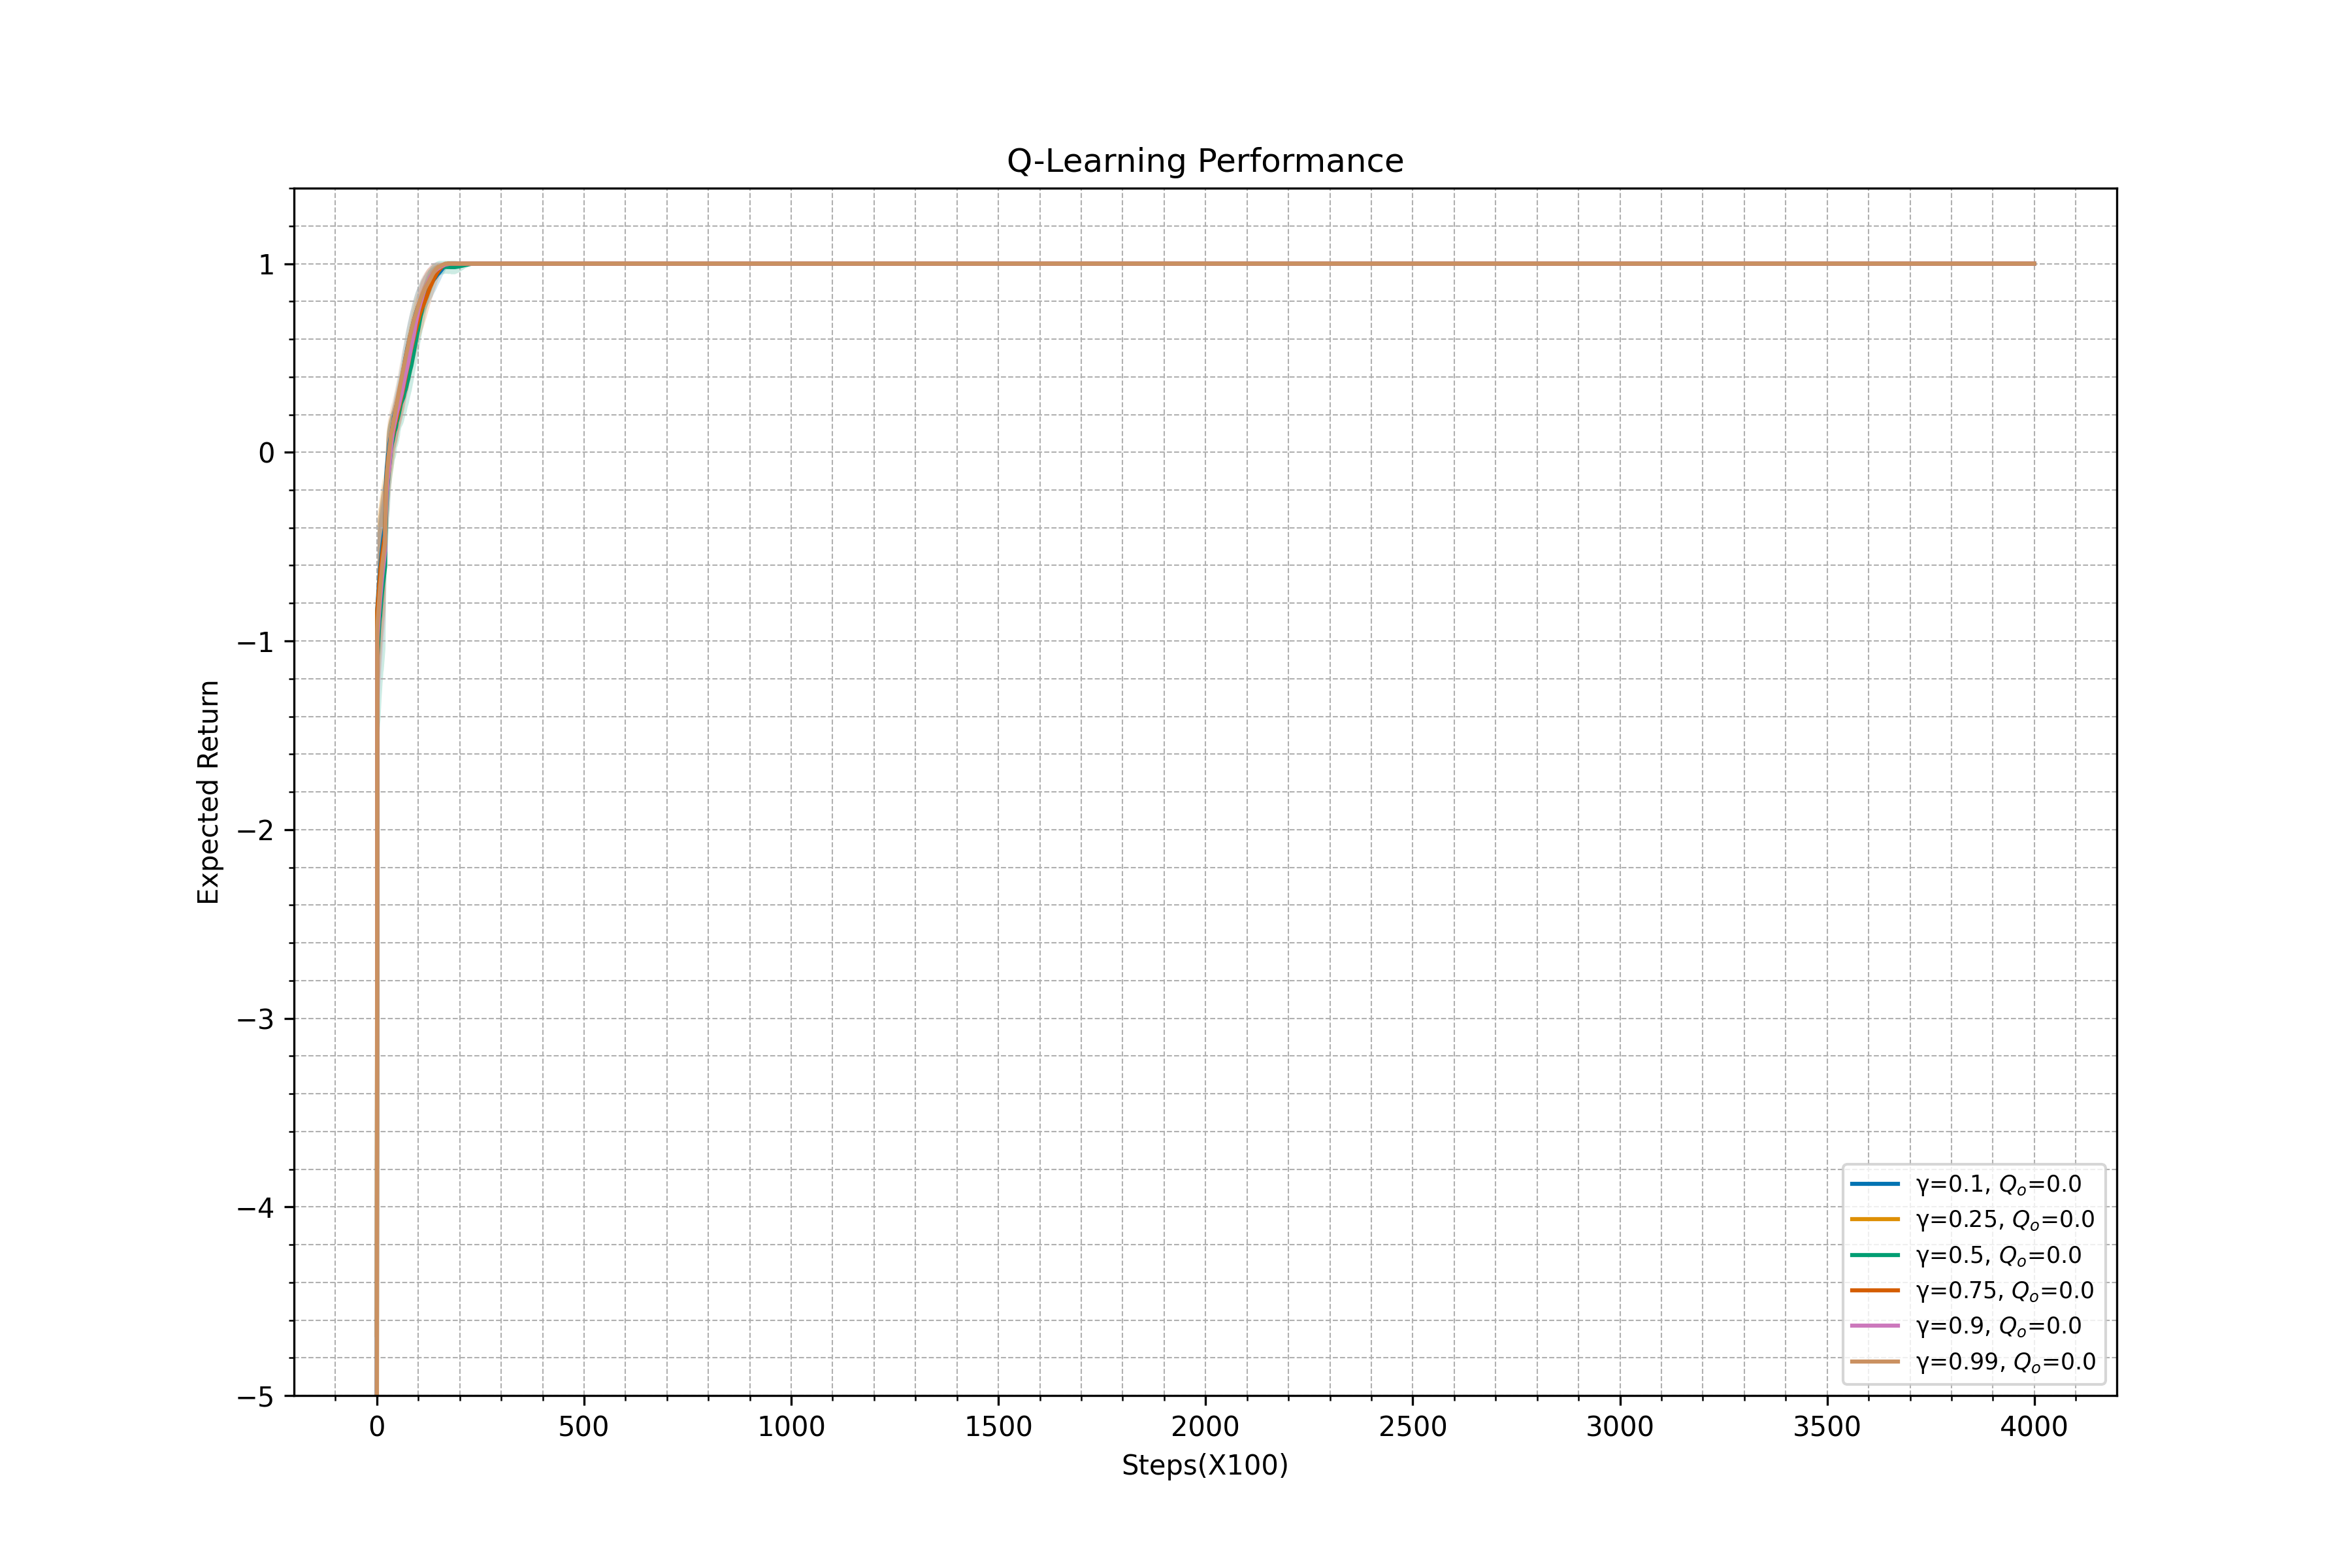 Q-Learning Performance
Expected Return
1
0
−1
−2
−3
−4
−5
0 500 1000 1500 2000 2500 3000 3500 4000
Steps(X100)
γ=0.1, Qo=0.0
γ=0.25, Qo=0.0
γ=0.5, Qo=0.0
γ=0.75, Qo=0.0
γ=0.9, Qo=0.0
γ=0.99, Qo=0.0